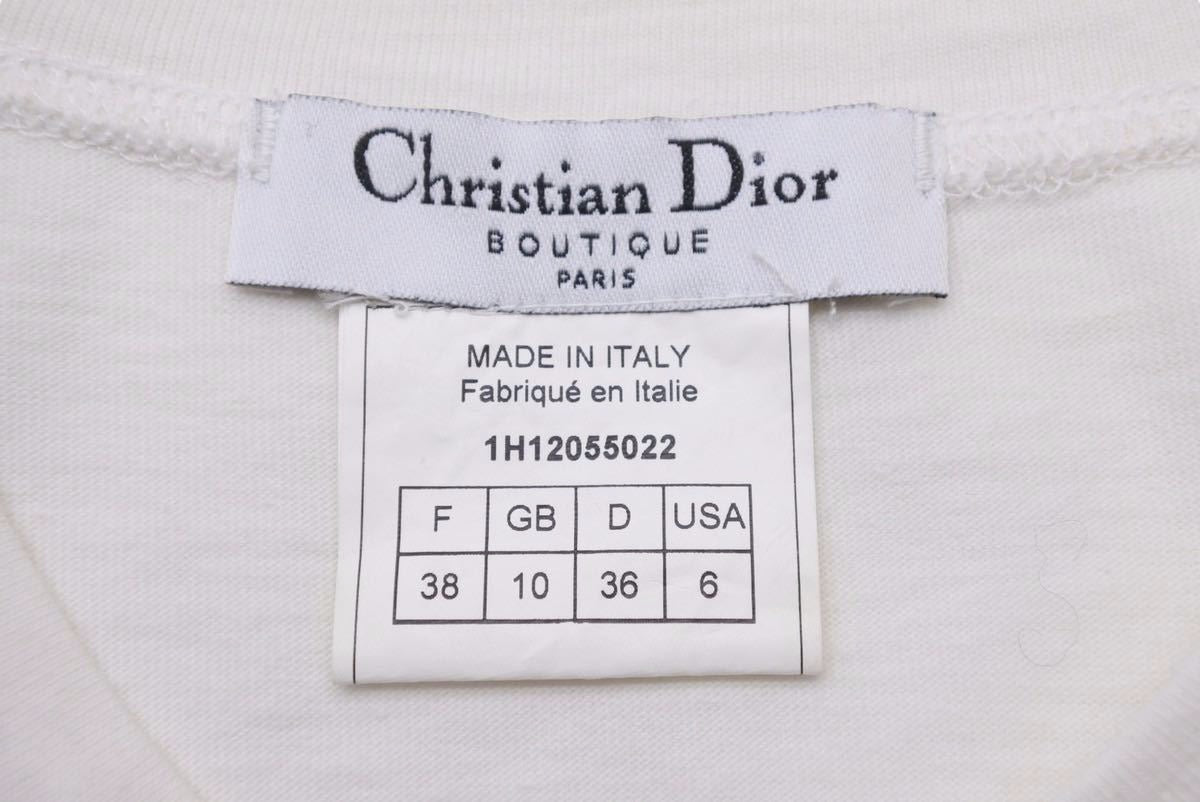 Christian Dior
BOUTIQUE
PARIS
MADE IN ITALY
Fabriqué en Italie
1H12055022
F GB D USA
38 10 36 6